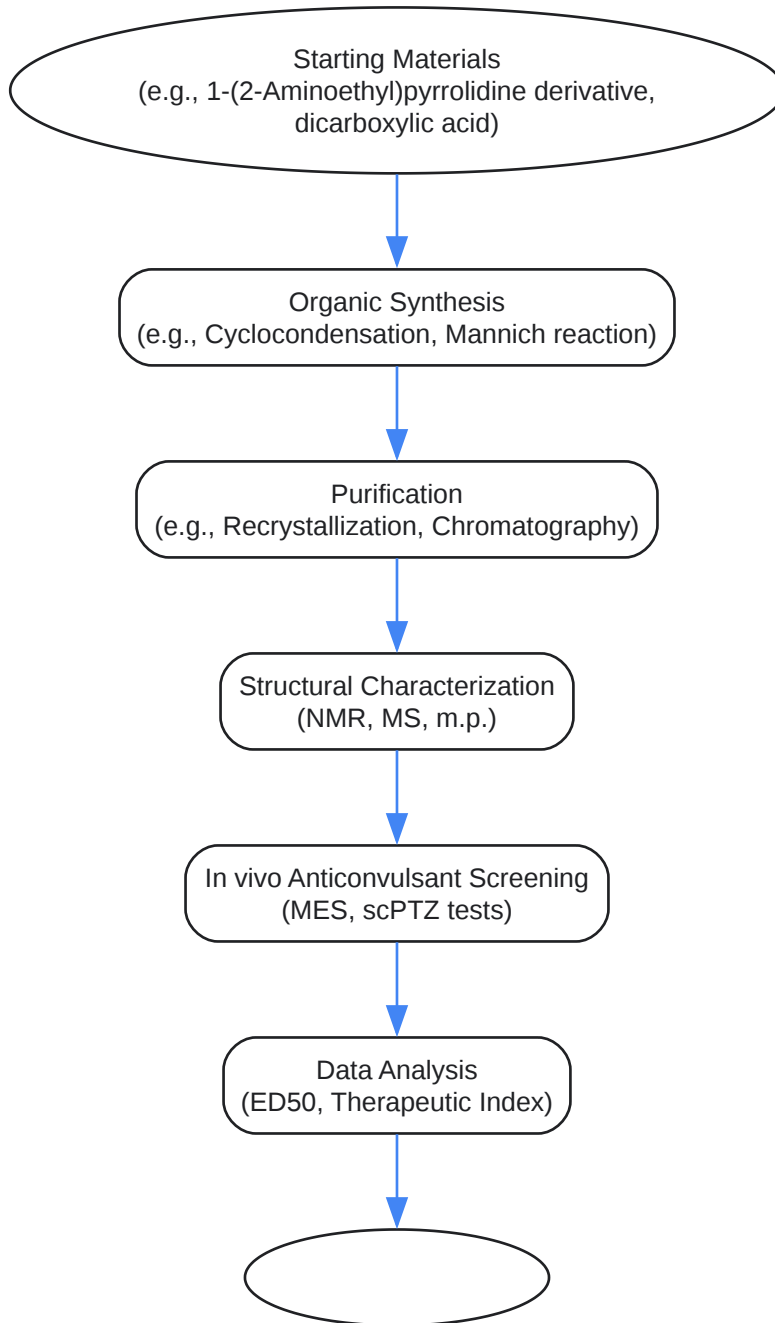 Starting Materials
(e.g., 1-(2-Aminoethyl)pyrrolidine derivative,
dicarboxylic acid)
Organic Synthesis
(e.g., Cyclocondensation, Mannich reaction)
Purification
(e.g., Recrystallization, Chromatography)
Structural Characterization
(NMR, MS, m.p.)
In vivo Anticonvulsant Screening
(MES, scPTZ tests)
Data Analysis
(ED50, Therapeutic Index)